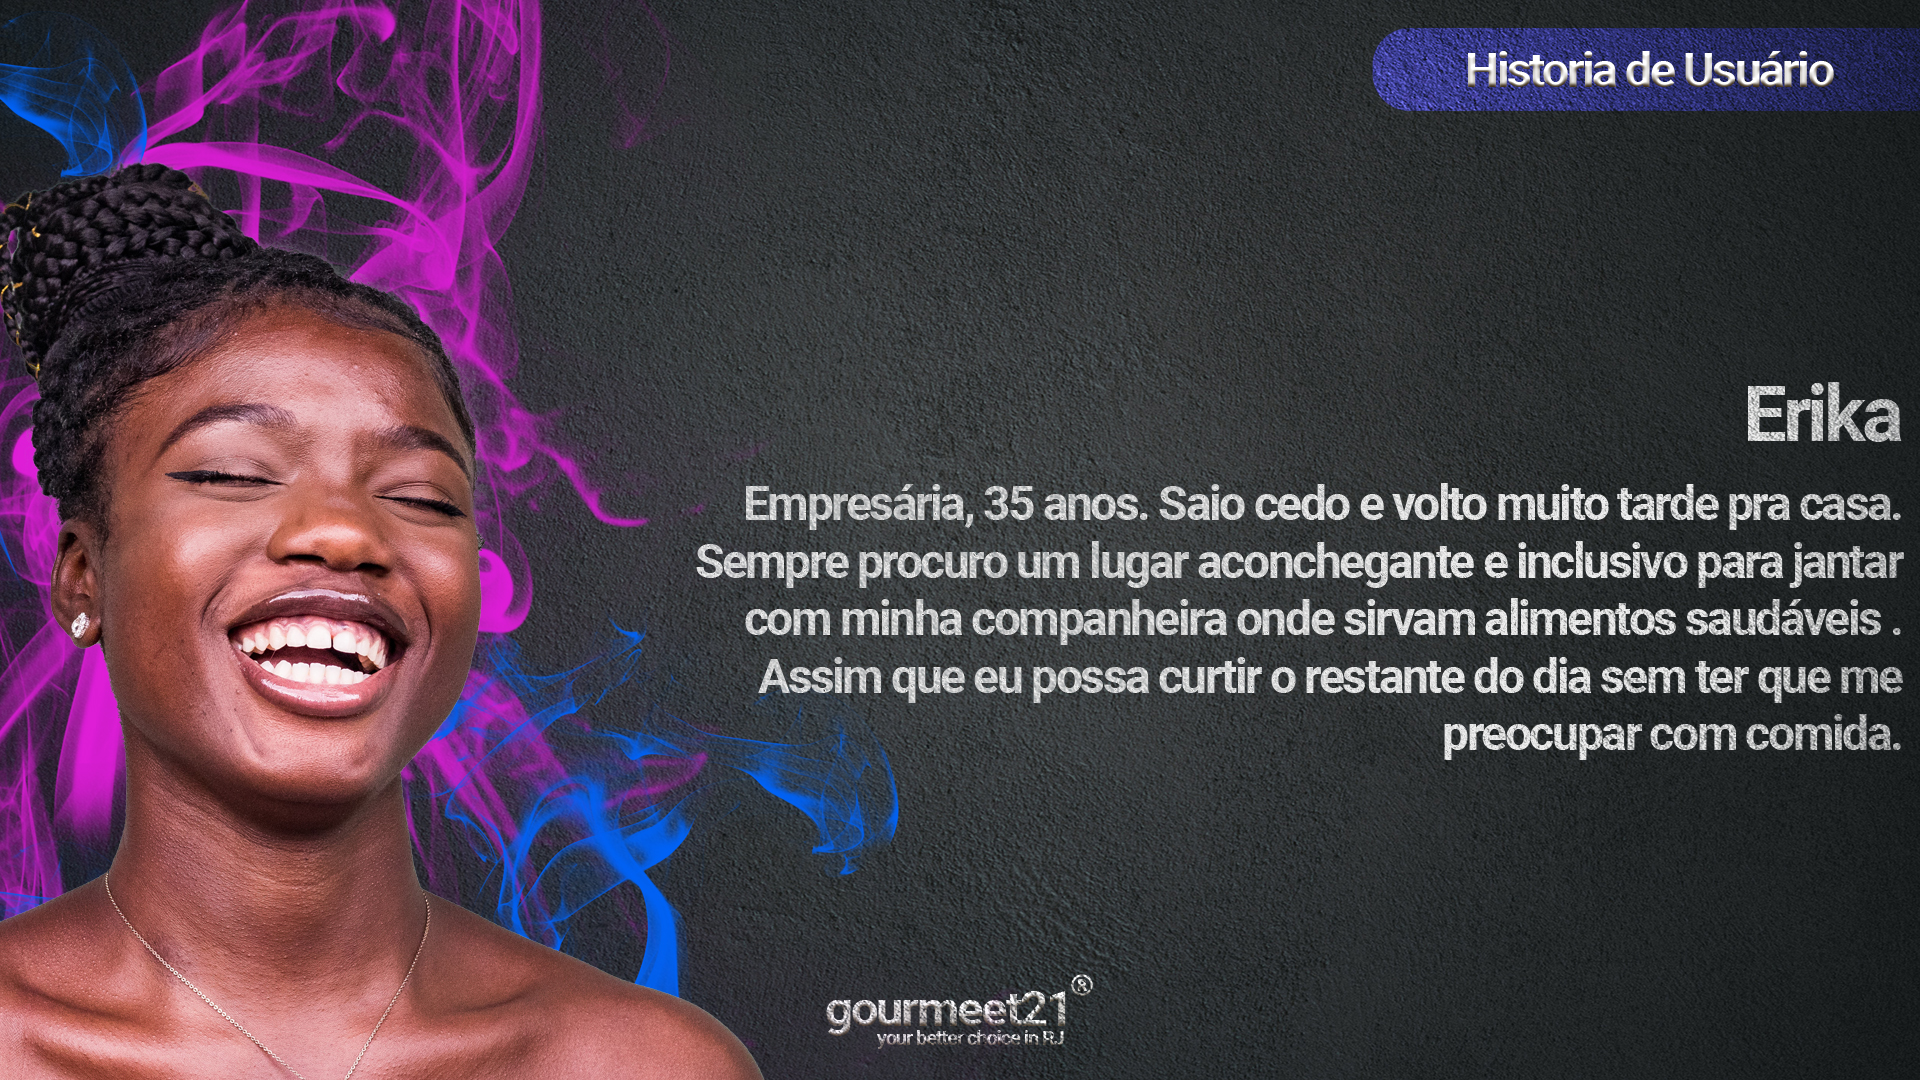 Historia de Usuário
Erika
Empresária, 35 anos. Saio cedo e volto muito tarde pra casa.
Sempre procuro um lugar aconchegante e inclusivo para jantar
com minha companheira onde sirvam alimentos saudáveis .
Assim que eu possa curtir o restante do dia sem ter que me
preocupar com comida.
gourmeet21®
your better choice in RJ